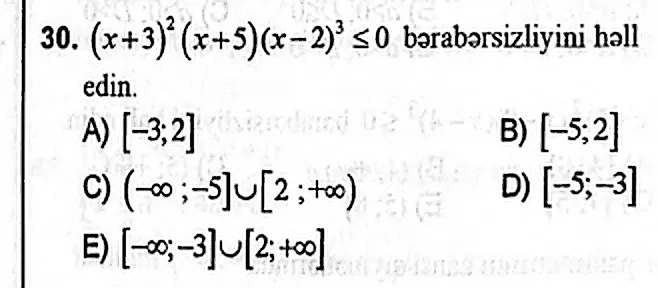 30. (x+3)²(x+5)(x−2)³ ≤ 0 bərabərsizliyini həll
edin.
A) [−3; 2] B) [−5; 2]
C) (−∞ ; −5]∪[2 ; +∞) D) [−5; −3]
E) [−∞; −3]∪[2; +∞]